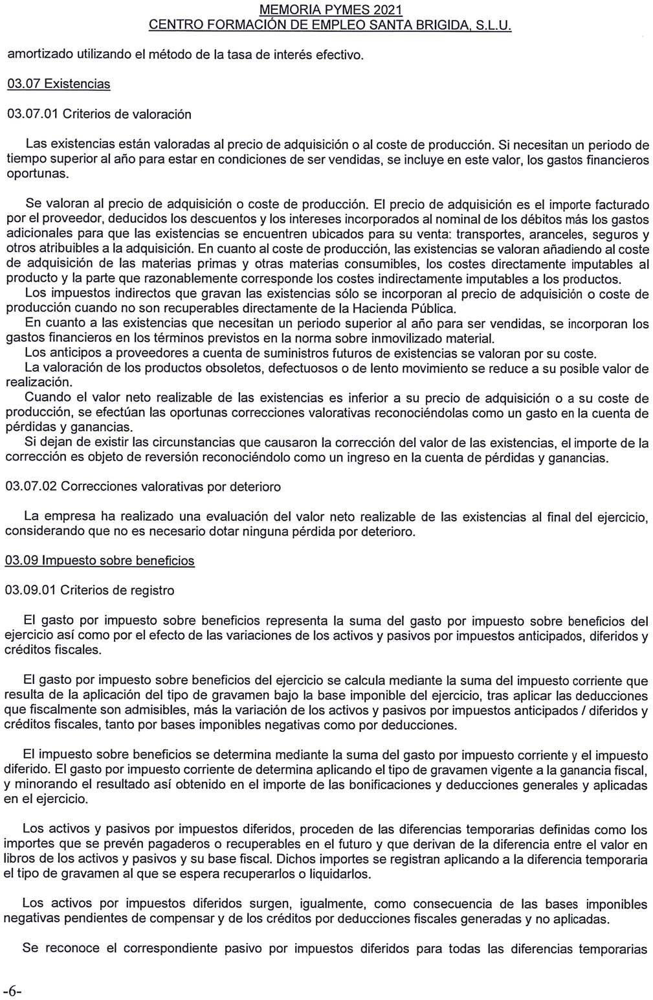 MEMORIA PYMES 2021
CENTRO FORMACIÓN DE EMPLEO SANTA BRIGIDA, S.L.U.
amortizado utilizando el método de la tasa de interés efectivo.
03.07 Existencias
03.07.01 Criterios de valoración
Las existencias están valoradas al precio de adquisición o al coste de producción. Si necesitan un periodo de
tiempo superior al año para estar en condiciones de ser vendidas, se incluye en este valor, los gastos financieros
oportunas.
Se valoran al precio de adquisición o coste de producción. El precio de adquisición es el importe facturado
por el proveedor, deducidos los descuentos y los intereses incorporados al nominal de los débitos más los gastos
adicionales para que las existencias se encuentren ubicados para su venta: transportes, aranceles, seguros y
otros atribuibles a la adquisición. En cuanto al coste de producción, las existencias se valoran añadiendo al coste
de adquisición de las materias primas y otras materias consumibles, los costes directamente imputables al
producto y la parte que razonablemente corresponde los costes indirectamente imputables a los productos.
Los impuestos indirectos que gravan las existencias sólo se incorporan al precio de adquisición o coste de
producción cuando no son recuperables directamente de la Hacienda Pública.
En cuanto a las existencias que necesitan un periodo superior al año para ser vendidas, se incorporan los
gastos financieros en los términos previstos en la norma sobre inmovilizado material.
Los anticipos a proveedores a cuenta de suministros futuros de existencias se valoran por su coste.
La valoración de los productos obsoletos, defectuosos o de lento movimiento se reduce a su posible valor de
realización.
Cuando el valor neto realizable de las existencias es inferior a su precio de adquisición o a su coste de
producción, se efectúan las oportunas correcciones valorativas reconociéndolas como un gasto en la cuenta de
pérdidas y ganancias.
Si dejan de existir las circunstancias que causaron la corrección del valor de las existencias, el importe de la
corrección es objeto de reversión reconociéndolo como un ingreso en la cuenta de pérdidas y ganancias.
03.07.02 Correcciones valorativas por deterioro
La empresa ha realizado una evaluación del valor neto realizable de las existencias al final del ejercicio,
considerando que no es necesario dotar ninguna pérdida por deterioro.
03.09 Impuesto sobre beneficios
03.09.01 Criterios de registro
El gasto por impuesto sobre beneficios representa la suma del gasto por impuesto sobre beneficios del
ejercicio así como por el efecto de las variaciones de los activos y pasivos por impuestos anticipados, diferidos y
créditos fiscales.
El gasto por impuesto sobre beneficios del ejercicio se calcula mediante la suma del impuesto corriente que
resulta de la aplicación del tipo de gravamen bajo la base imponible del ejercicio, tras aplicar las deducciones
que fiscalmente son admisibles, más la variación de los activos y pasivos por impuestos anticipados / diferidos y
créditos fiscales, tanto por bases imponibles negativas como por deducciones.
El impuesto sobre beneficios se determina mediante la suma del gasto por impuesto corriente y el impuesto
diferido. El gasto por impuesto corriente de determina aplicando el tipo de gravamen vigente a la ganancia fiscal,
y minorando el resultado así obtenido en el importe de las bonificaciones y deducciones generales y aplicadas
en el ejercicio.
Los activos y pasivos por impuestos diferidos, proceden de las diferencias temporarias definidas como los
importes que se prevén pagaderos o recuperables en el futuro y que derivan de la diferencia entre el valor en
libros de los activos y pasivos y su base fiscal. Dichos importes se registran aplicando a la diferencia temporaria
el tipo de gravamen al que se espera recuperarlos o liquidarlos.
Los activos por impuestos diferidos surgen, igualmente, como consecuencia de las bases imponibles
negativas pendientes de compensar y de los créditos por deducciones fiscales generadas y no aplicadas.
Se reconoce el correspondiente pasivo por impuestos diferidos para todas las diferencias temporarias
-6-